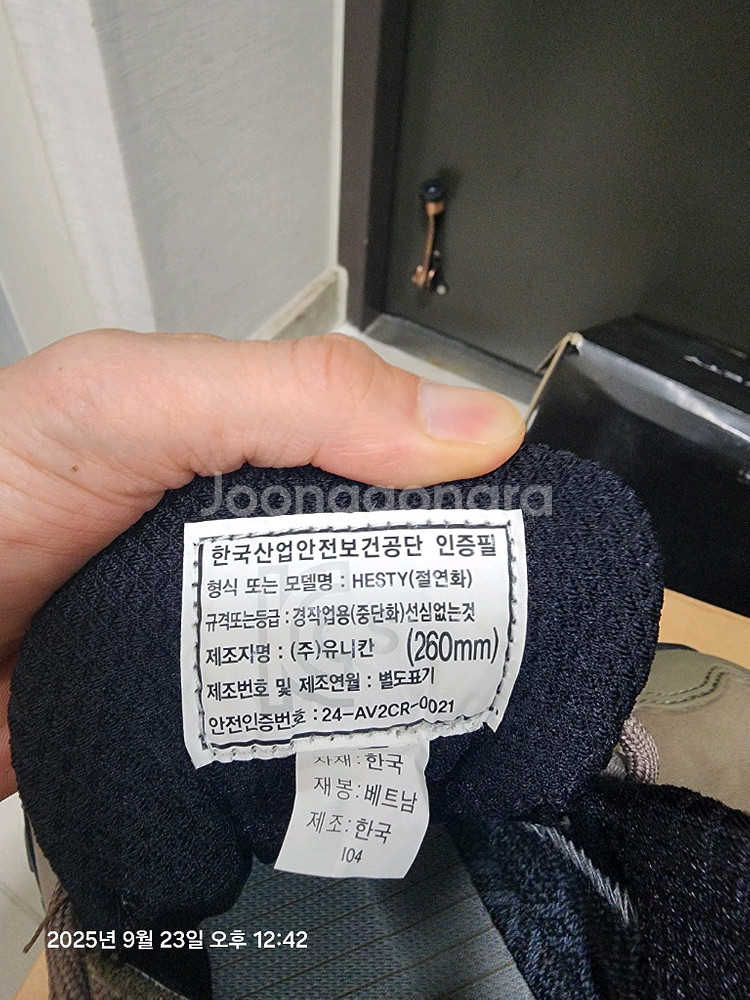 Joonggonara
한국산업안전보건공단 인증필
형식 또는 모델명 : HESTY(절연화)
규격또는등급 : 경작업용(중단화)선심없는것
제조자명 : (주)유니칸 (260mm)
제조번호 및 제조연월 : 별도표기
안전인증번호 : 24-AV2CR-0021
자재 : 한국
재봉 : 베트남
제조 : 한국
I04
2025년 9월 23일 오후 12:42